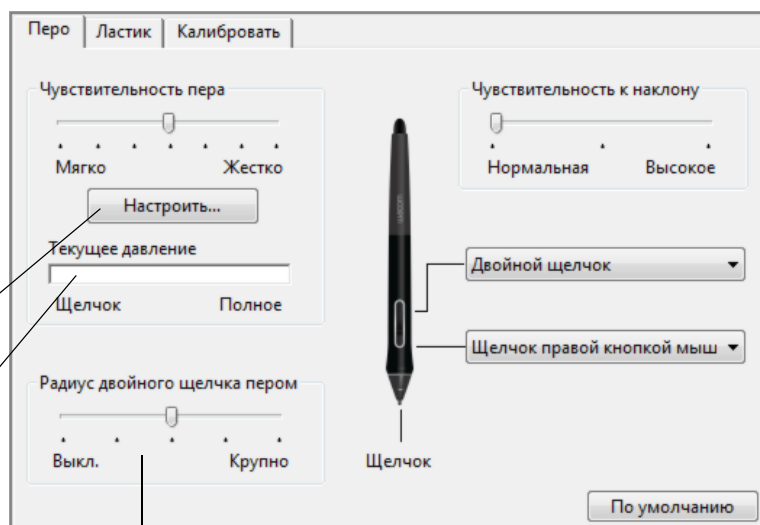 Перо Ластик Калибровать
Чувствительность пера
Мягко Жестко
Настроить...
Текущее давление
Щелчок Полное
Радиус двойного щелчка пером
Выкл. Крупно
wacom
Щелчок
Чувствительность к наклону
Нормальная Высокое
Двойной щелчок
Щелчок правой кнопкой мыш
По умолчанию